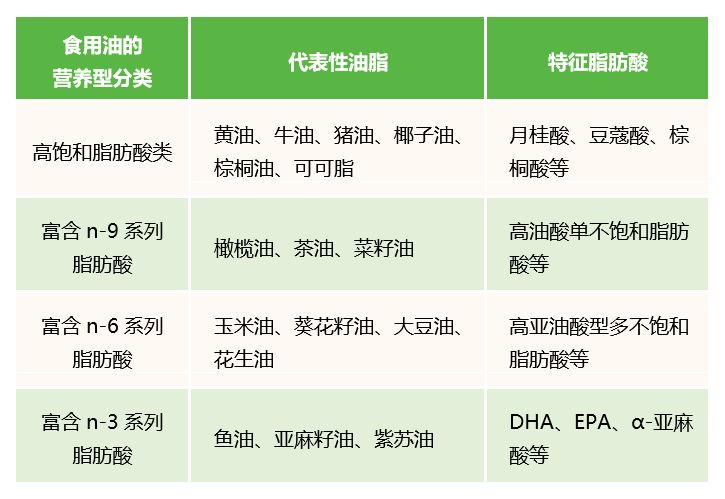 食用油的
营养型分类
代表性油脂
特征脂肪酸
高饱和脂肪酸类
黄油、牛油、猪油、椰子油、
棕桐油、可可脂
月桂酸、豆蔻酸、棕
桐酸等
富含 n-9 系列
脂肪酸
橄榄油、茶油、菜籽油
高油酸单不饱和脂肪
酸等
富含 n-6 系列
脂肪酸
玉米油、葵花籽油、大豆油、
花生油
高亚油酸型多不饱和
脂肪酸等
富含 n-3 系列
脂肪酸
鱼油、亚麻籽油、紫苏油
DHA、EPA、α-亚麻
酸等